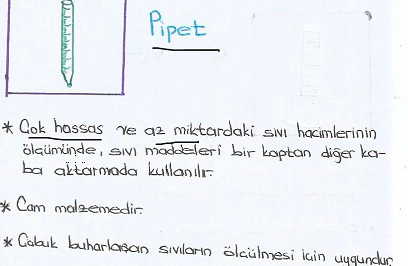 Pipet
* Çok hassas ve az miktardaki sıvı hacimlerinin
ölçümünde, sıvı maddeleri bir kaptan diğer ka-
ba aktarmada kullanılır.
* Cam malzemedir.
* Çabuk buharlaşan sıvıların ölçülmesi için uygundur.